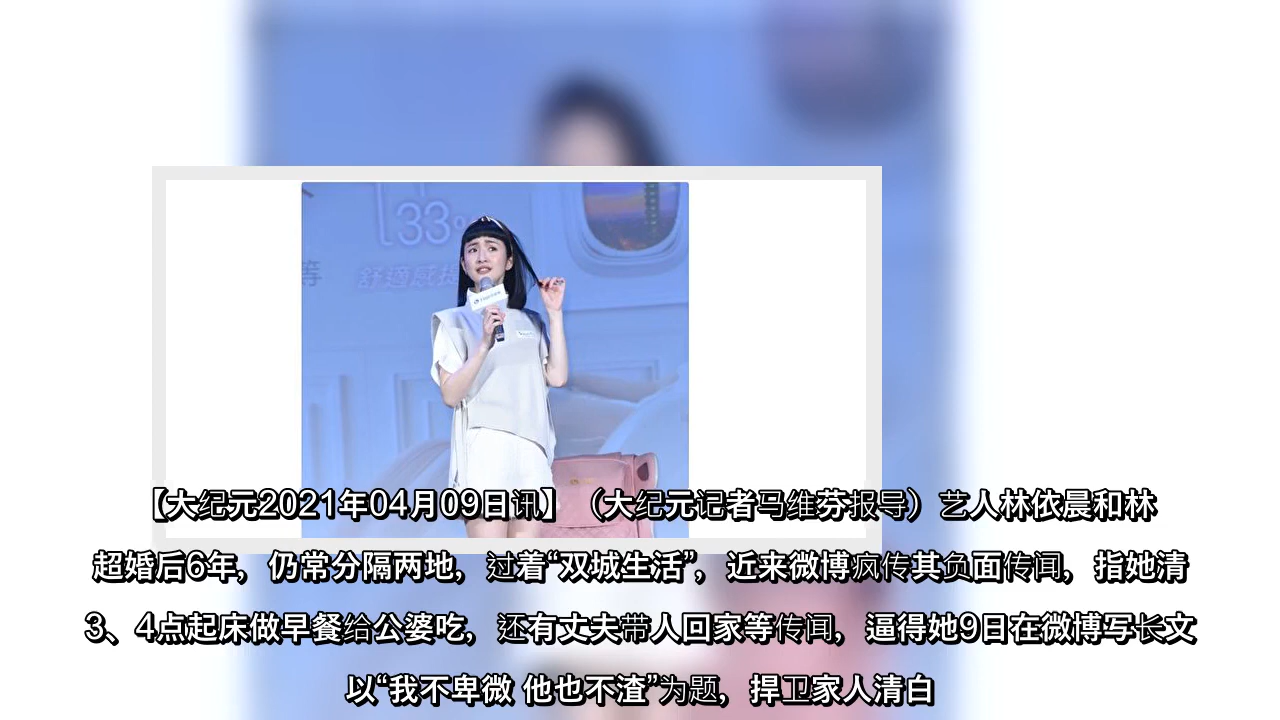 33
等
舒適感
【大纪元2021年04月09日讯】（大纪元记者马维芬报导）艺人林依晨和林
超婚后6年，仍常分隔两地，过着“双城生活”，近来微博疯传其负面传闻，指她清
3、4点起床做早餐给公婆吃，还有丈夫带人回家等传闻，逼得她9日在微博写长文
以“我不卑微 他也不渣”为题，捍卫家人清白